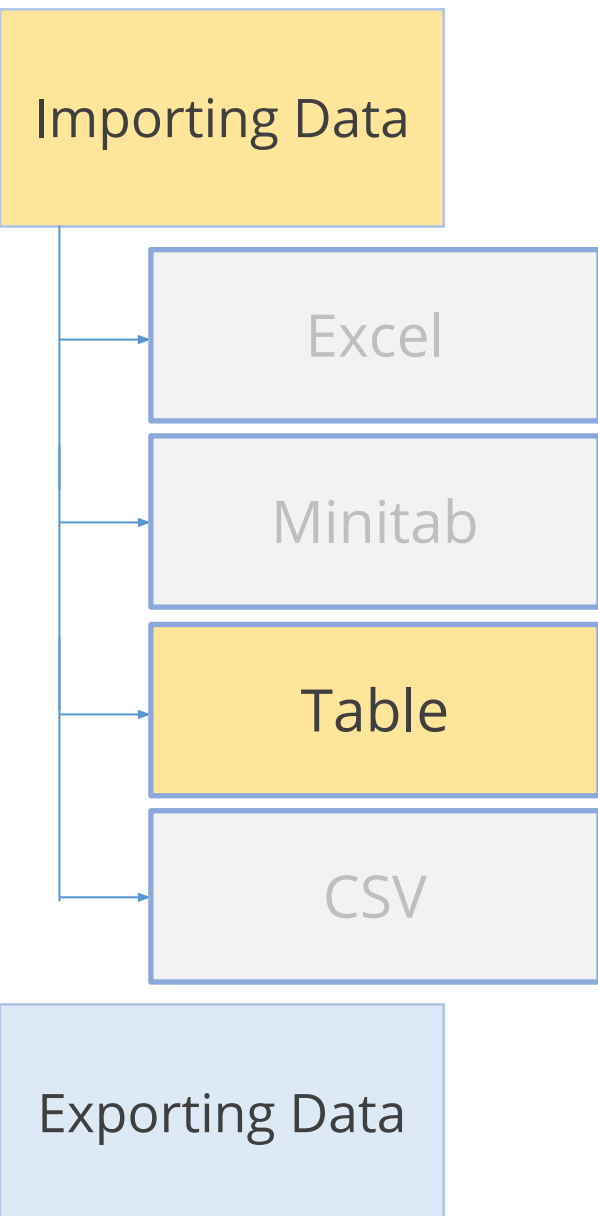 Importing Data
Excel
Minitab
Table
CSV
Exporting Data